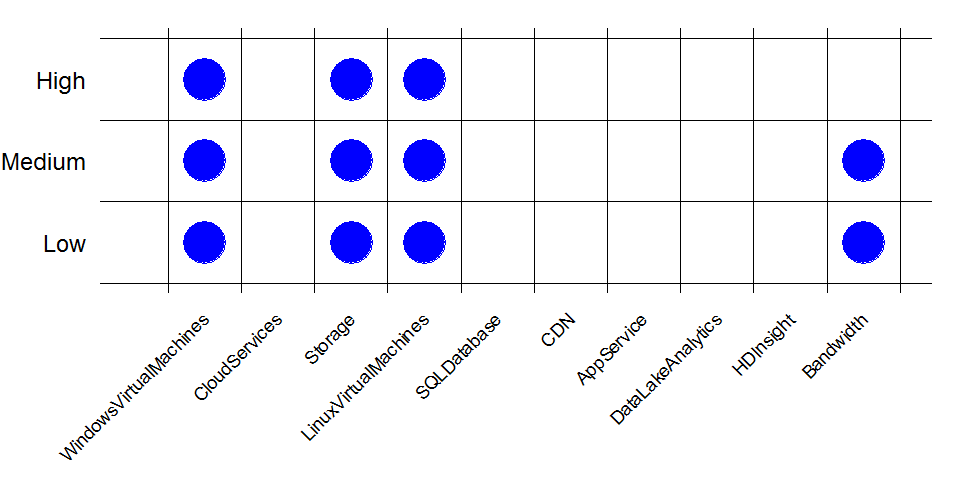 High
Medium
Low
WindowsVirtualMachines
CloudServices
Storage
LinuxVirtualMachines
SQLDatabase
CDN
AppService
DataLakeAnalytics
HDInsight
Bandwidth